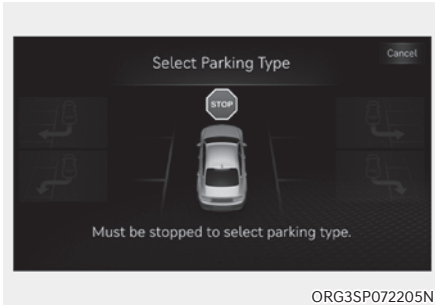 Select Parking Type
Cancel
STOP
Must be stopped to select parking type.
ORG3SP072205N